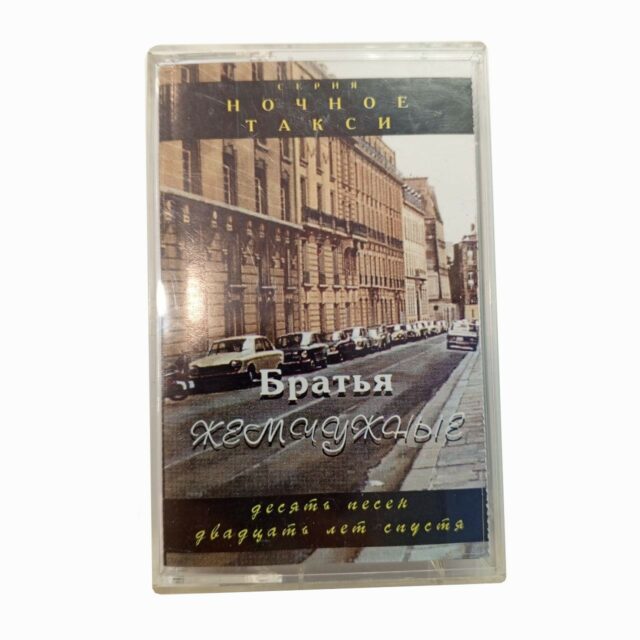 СЕРИЯ
НОЧНОЕ
ТАКСИ
Братья
ЖЕМЧУЖНЫЕ
десять песен
двадцать лет спустя